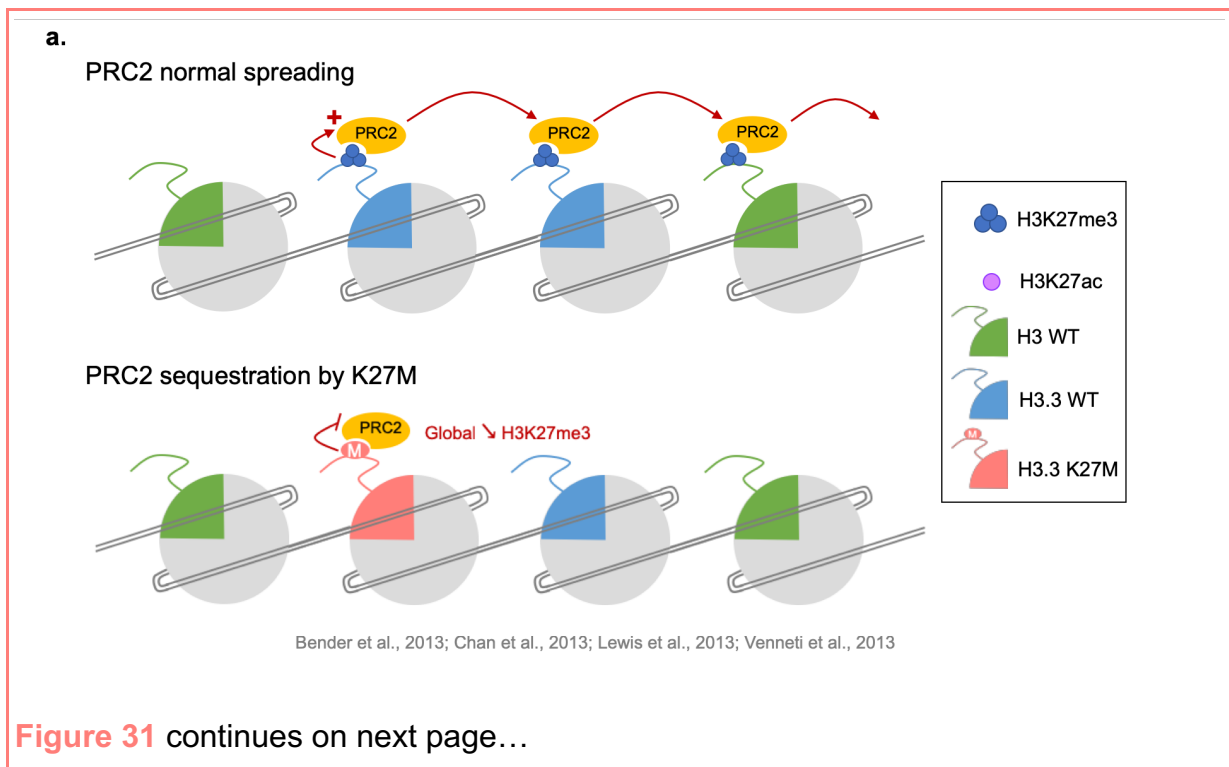 a.
PRC2 normal spreading
+
PRC2
PRC2
PRC2
H3K27me3
H3K27ac
H3 WT
H3.3 WT
M
H3.3 K27M
PRC2 sequestration by K27M
PRC2
M
Global ↘ H3K27me3
Bender et al., 2013; Chan et al., 2013; Lewis et al., 2013; Venneti et al., 2013
Figure 31 continues on next page…